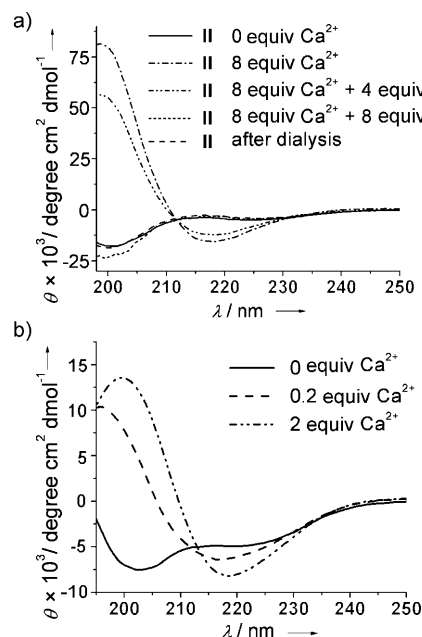 a)
II 0 equiv Ca²⁺
II 8 equiv Ca²⁺
II 8 equiv Ca²⁺ + 4 equiv
II 8 equiv Ca²⁺ + 8 equiv
II after dialysis
θ × 10³/ degree cm² dmol⁻¹ →
75
50
25
0
-25
200 210 220 230 240 250
λ / nm →
b)
0 equiv Ca²⁺
0.2 equiv Ca²⁺
2 equiv Ca²⁺
θ × 10³/ degree cm² dmol⁻¹ →
15
10
5
0
-5
-10
200 210 220 230 240 250
λ / nm →